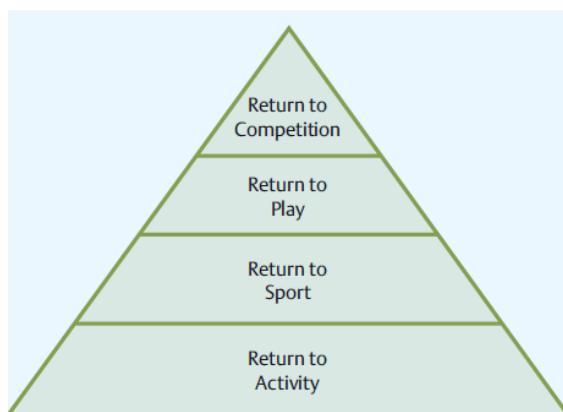 Return to
Competition
Return to
Play
Return to
Sport
Return to
Activity